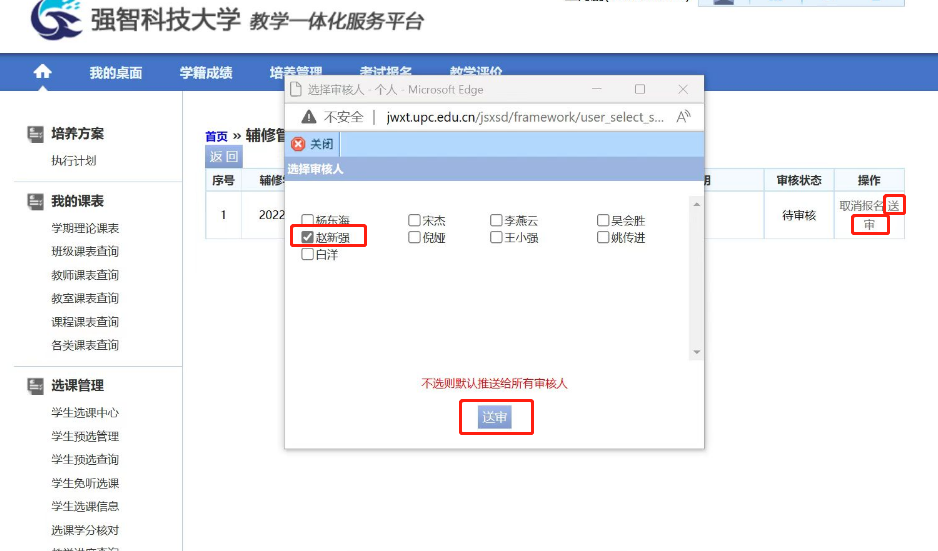 强智科技大学 教学一体化服务平台
我的桌面 学籍成绩 培养管理 考试报名 教学评价
选择审核人 - 个人 - Microsoft Edge
不安全 | jwxt.upc.edu.cn/jsxsd/framework/user_select_s...
关闭
选择审核人
杨东海 宋杰 李燕云 吴会胜
赵新强 倪娅 王小强 姚传进
白洋
不选则默认推送给所有审核人
送审
培养方案
执行计划
我的课表
学期理论课表
班级课表查询
教师课表查询
教室课表查询
课程课表查询
各类课表查询
选课管理
学生选课中心
学生预选管理
学生预选查询
学生免听选课
学生选课信息
选课学分核对
首页 » 辅修管
返 回
序号 辅修 期 审核状态 操作
1 2022 待审核 取消报名 送
审